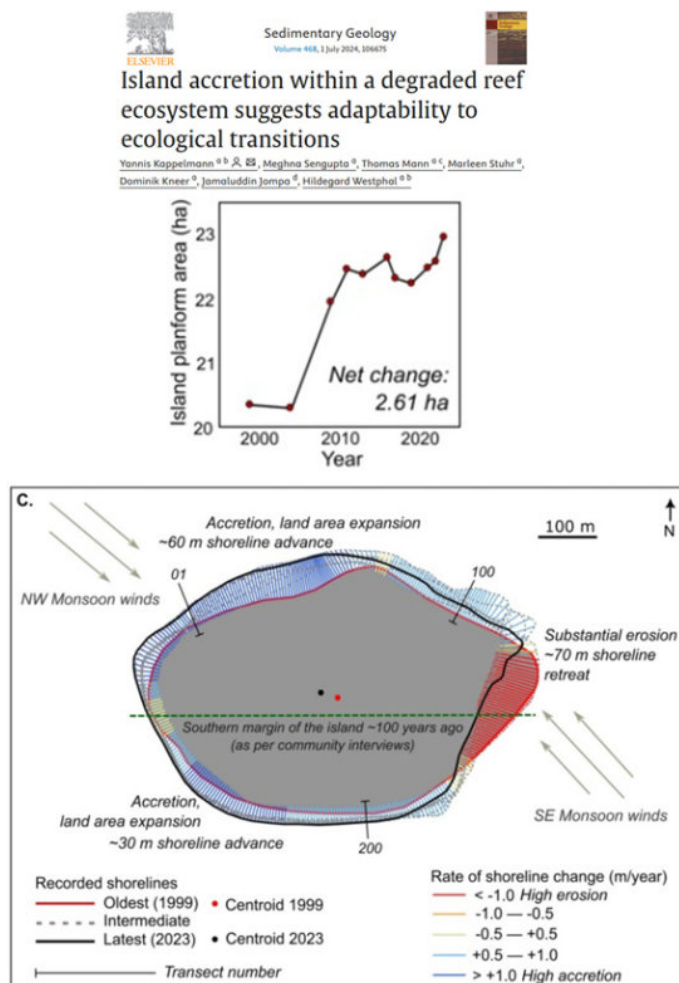 ELSEVIER
Sedimentary Geology
Volume 468, 1 July 2024, 106675
Island accretion within a degraded reef
ecosystem suggests adaptability to
ecological transitions
Yannis Kappelmann a b, Meghna Sengupta a, Thomas Mann a c, Marleen Stuhr a,
Dominik Kneer a, Jamaluddin Jompa d, Hildegard Westphal a b
Island planform area (ha)
23
22
21
20
Net change:
2.61 ha
2000
2010
2020
Year
C.
Accretion, land area expansion
~60 m shoreline advance
100 m
N
01
100
NW Monsoon winds
Substantial erosion
~70 m shoreline
retreat
Southern margin of the island ~100 years ago
(as per community interviews)
Accretion,
land area expansion
~30 m shoreline advance
SE Monsoon winds
200
Recorded shorelines
Oldest (1999)
Intermediate
Latest (2023)
Centroid 1999
Centroid 2023
Transect number
Rate of shoreline change (m/year)
< -1.0 High erosion
-1.0 — -0.5
-0.5 — +0.5
+0.5 — +1.0
> +1.0 High accretion